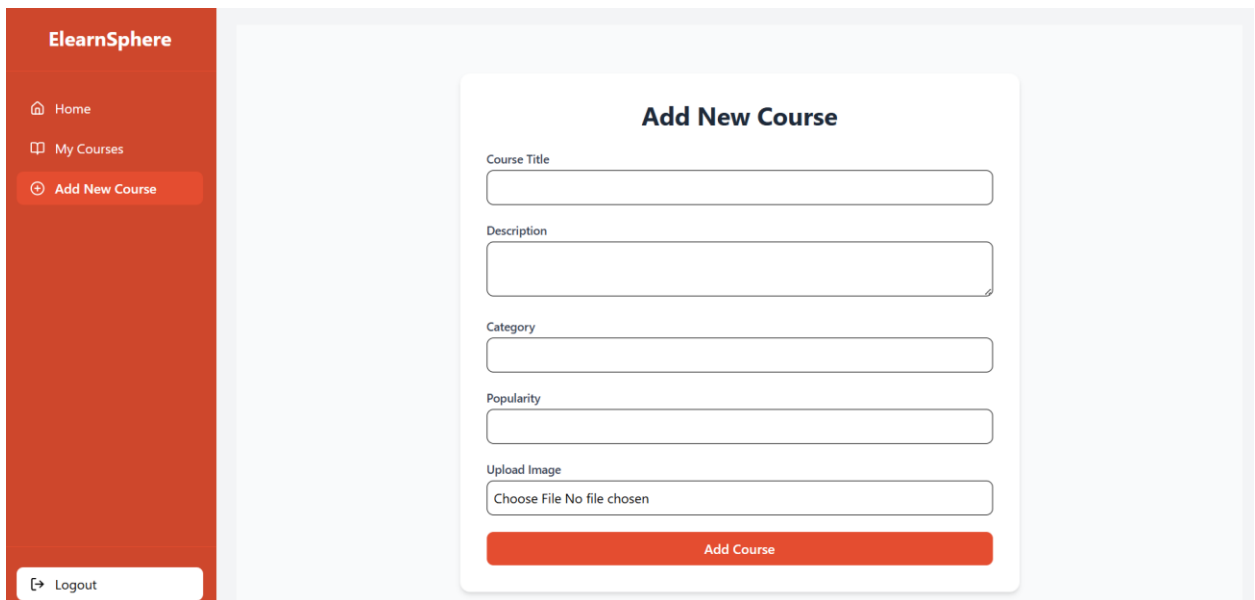 ElearnSphere
Home
My Courses
Add New Course
Logout
Add New Course
Course Title
Description
Category
Popularity
Upload Image
Choose File No file chosen
Add Course